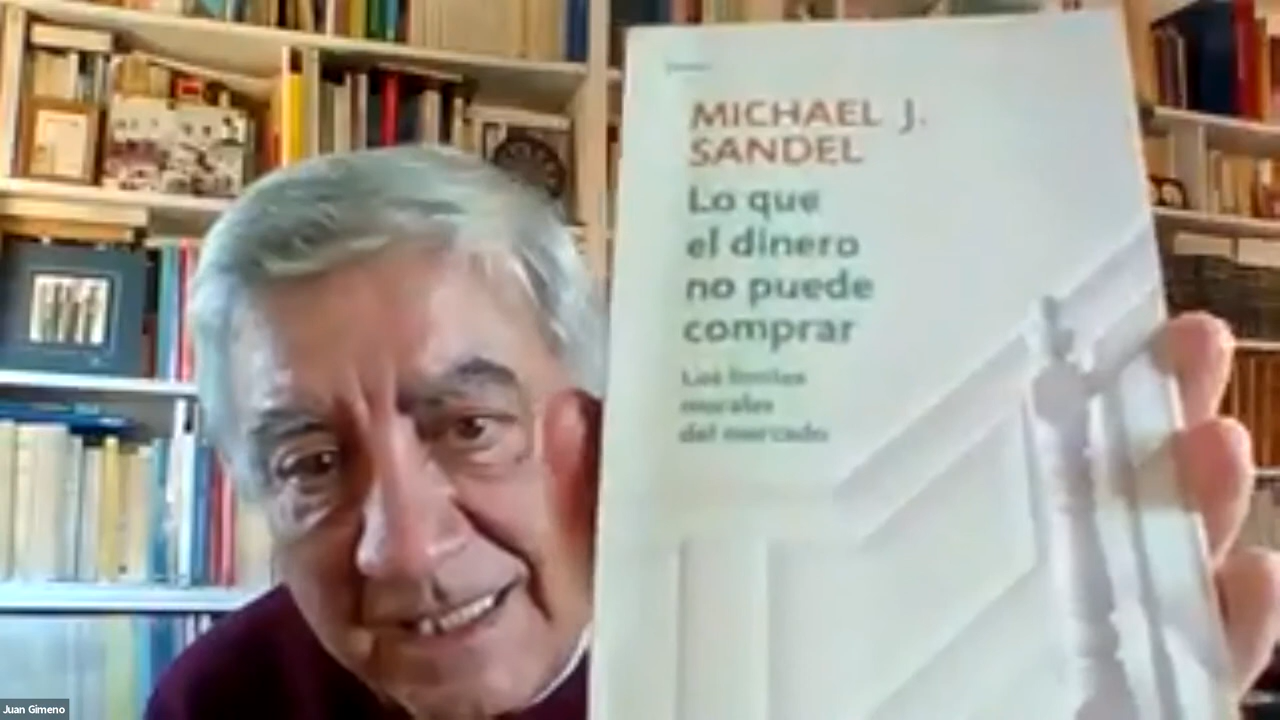 MICHAEL J.
SANDEL
Lo que
el dinero
no puede
comprar
Los límites
morales
del mercado
Juan Gimeno